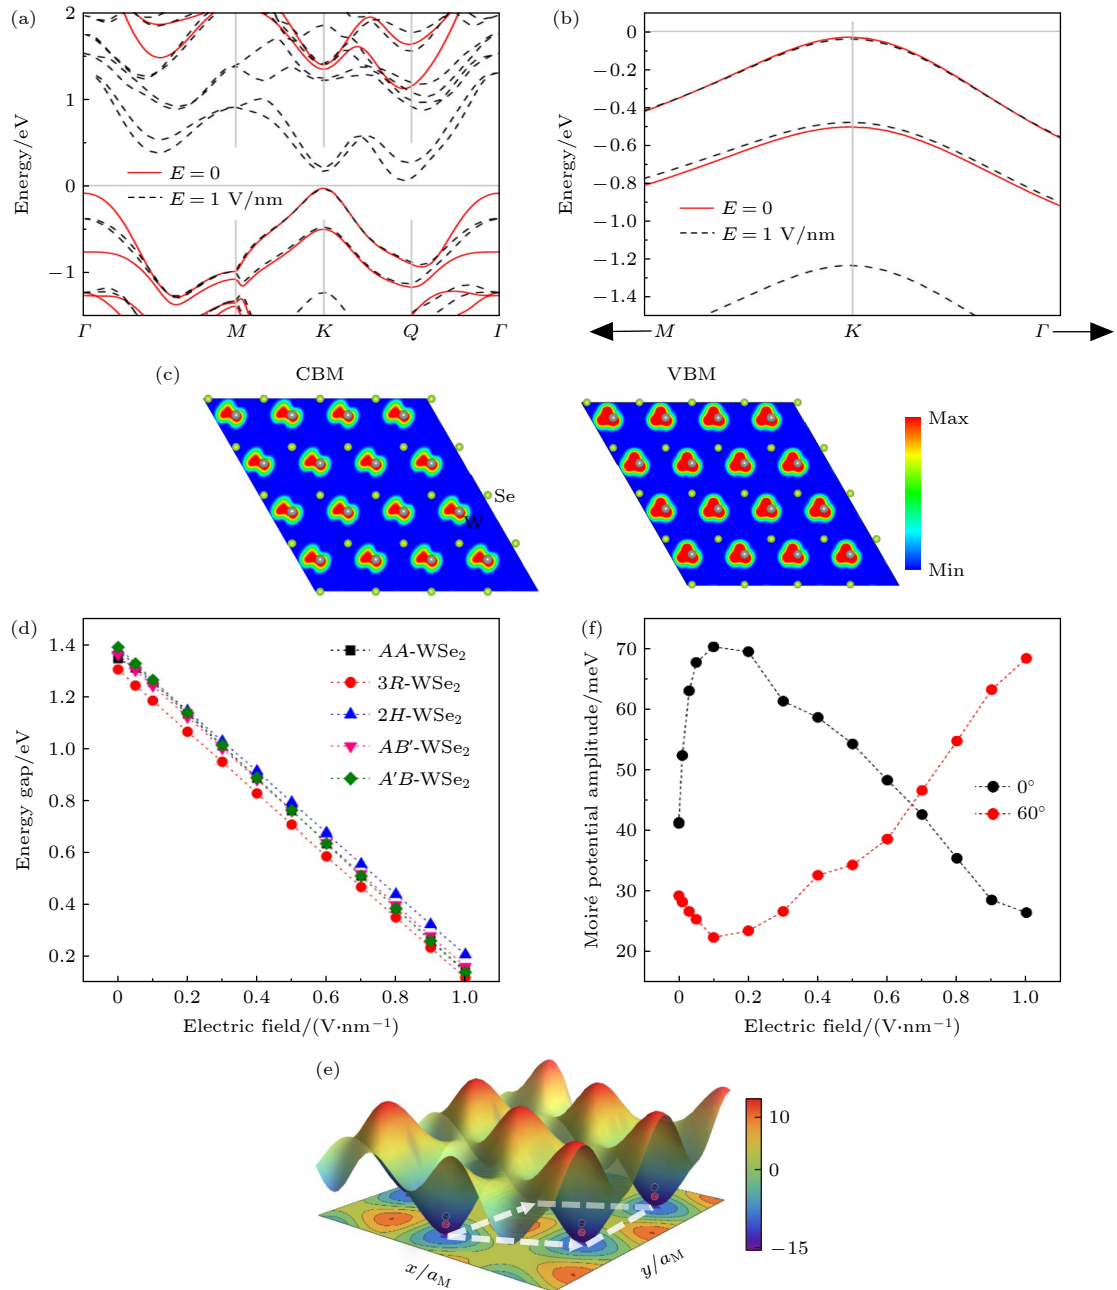 (a)
2
1
0
−1
Energy/eV
E = 0
E = 1 V/nm
Γ M K Q Γ
(b)
0
−0.2
−0.4
−0.6
−0.8
−1.0
−1.2
−1.4
Energy/eV
E = 0
E = 1 V/nm
M K Γ
(c)
CBM
VBM
Se
W
Max
Min
(d)
1.4
1.2
1.0
0.8
0.6
0.4
0.2
Energy gap/eV
AA-WSe₂
3R-WSe₂
2H-WSe₂
AB′-WSe₂
A′B-WSe₂
0 0.2 0.4 0.6 0.8 1.0
Electric field/(V·nm⁻¹)
(f)
70
60
50
40
30
20
Moiré potential amplitude/meV
0°
60°
0 0.2 0.4 0.6 0.8 1.0
Electric field/(V·nm⁻¹)
(e)
x/a_M
y/a_M
10
0
−15